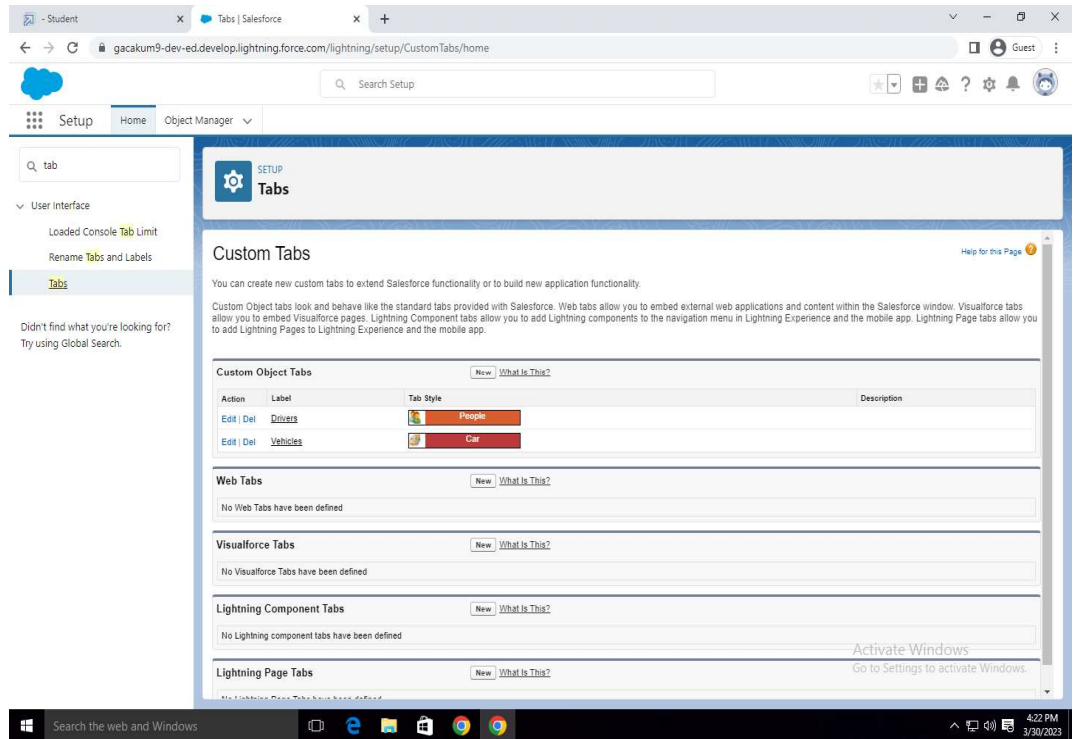 - Student
Tabs | Salesforce
gacakum9-dev-ed.develop.lightning.force.com/lightning/setup/CustomTabs/home
Guest
Search Setup
Setup Home Object Manager
tab
User Interface
Loaded Console Tab Limit
Rename Tabs and Labels
Tabs
Didn't find what you're looking for?
Try using Global Search.
SETUP
Tabs
Custom Tabs
Help for this Page
You can create new custom tabs to extend Salesforce functionality or to build new application functionality.
Custom Object tabs look and behave like the standard tabs provided with Salesforce. Web tabs allow you to embed external web applications and content within the Salesforce window. Visualforce tabs
allow you to embed Visualforce pages. Lightning Component tabs allow you to add Lightning components to the navigation menu in Lightning Experience and the mobile app. Lightning Page tabs allow you
to add Lightning Pages to Lightning Experience and the mobile app.
Custom Object Tabs New What Is This?
Action Label Tab Style Description
Edit | Del Drivers People
Edit | Del Vehicles Car
Web Tabs New What Is This?
No Web Tabs have been defined
Visualforce Tabs New What Is This?
No Visualforce Tabs have been defined
Lightning Component Tabs New What Is This?
No Lightning component tabs have been defined
Lightning Page Tabs New What Is This?
No Lightning Page Tabs have been defined
Activate Windows
Go to Settings to activate Windows.
Search the web and Windows
4:22 PM
3/30/2023